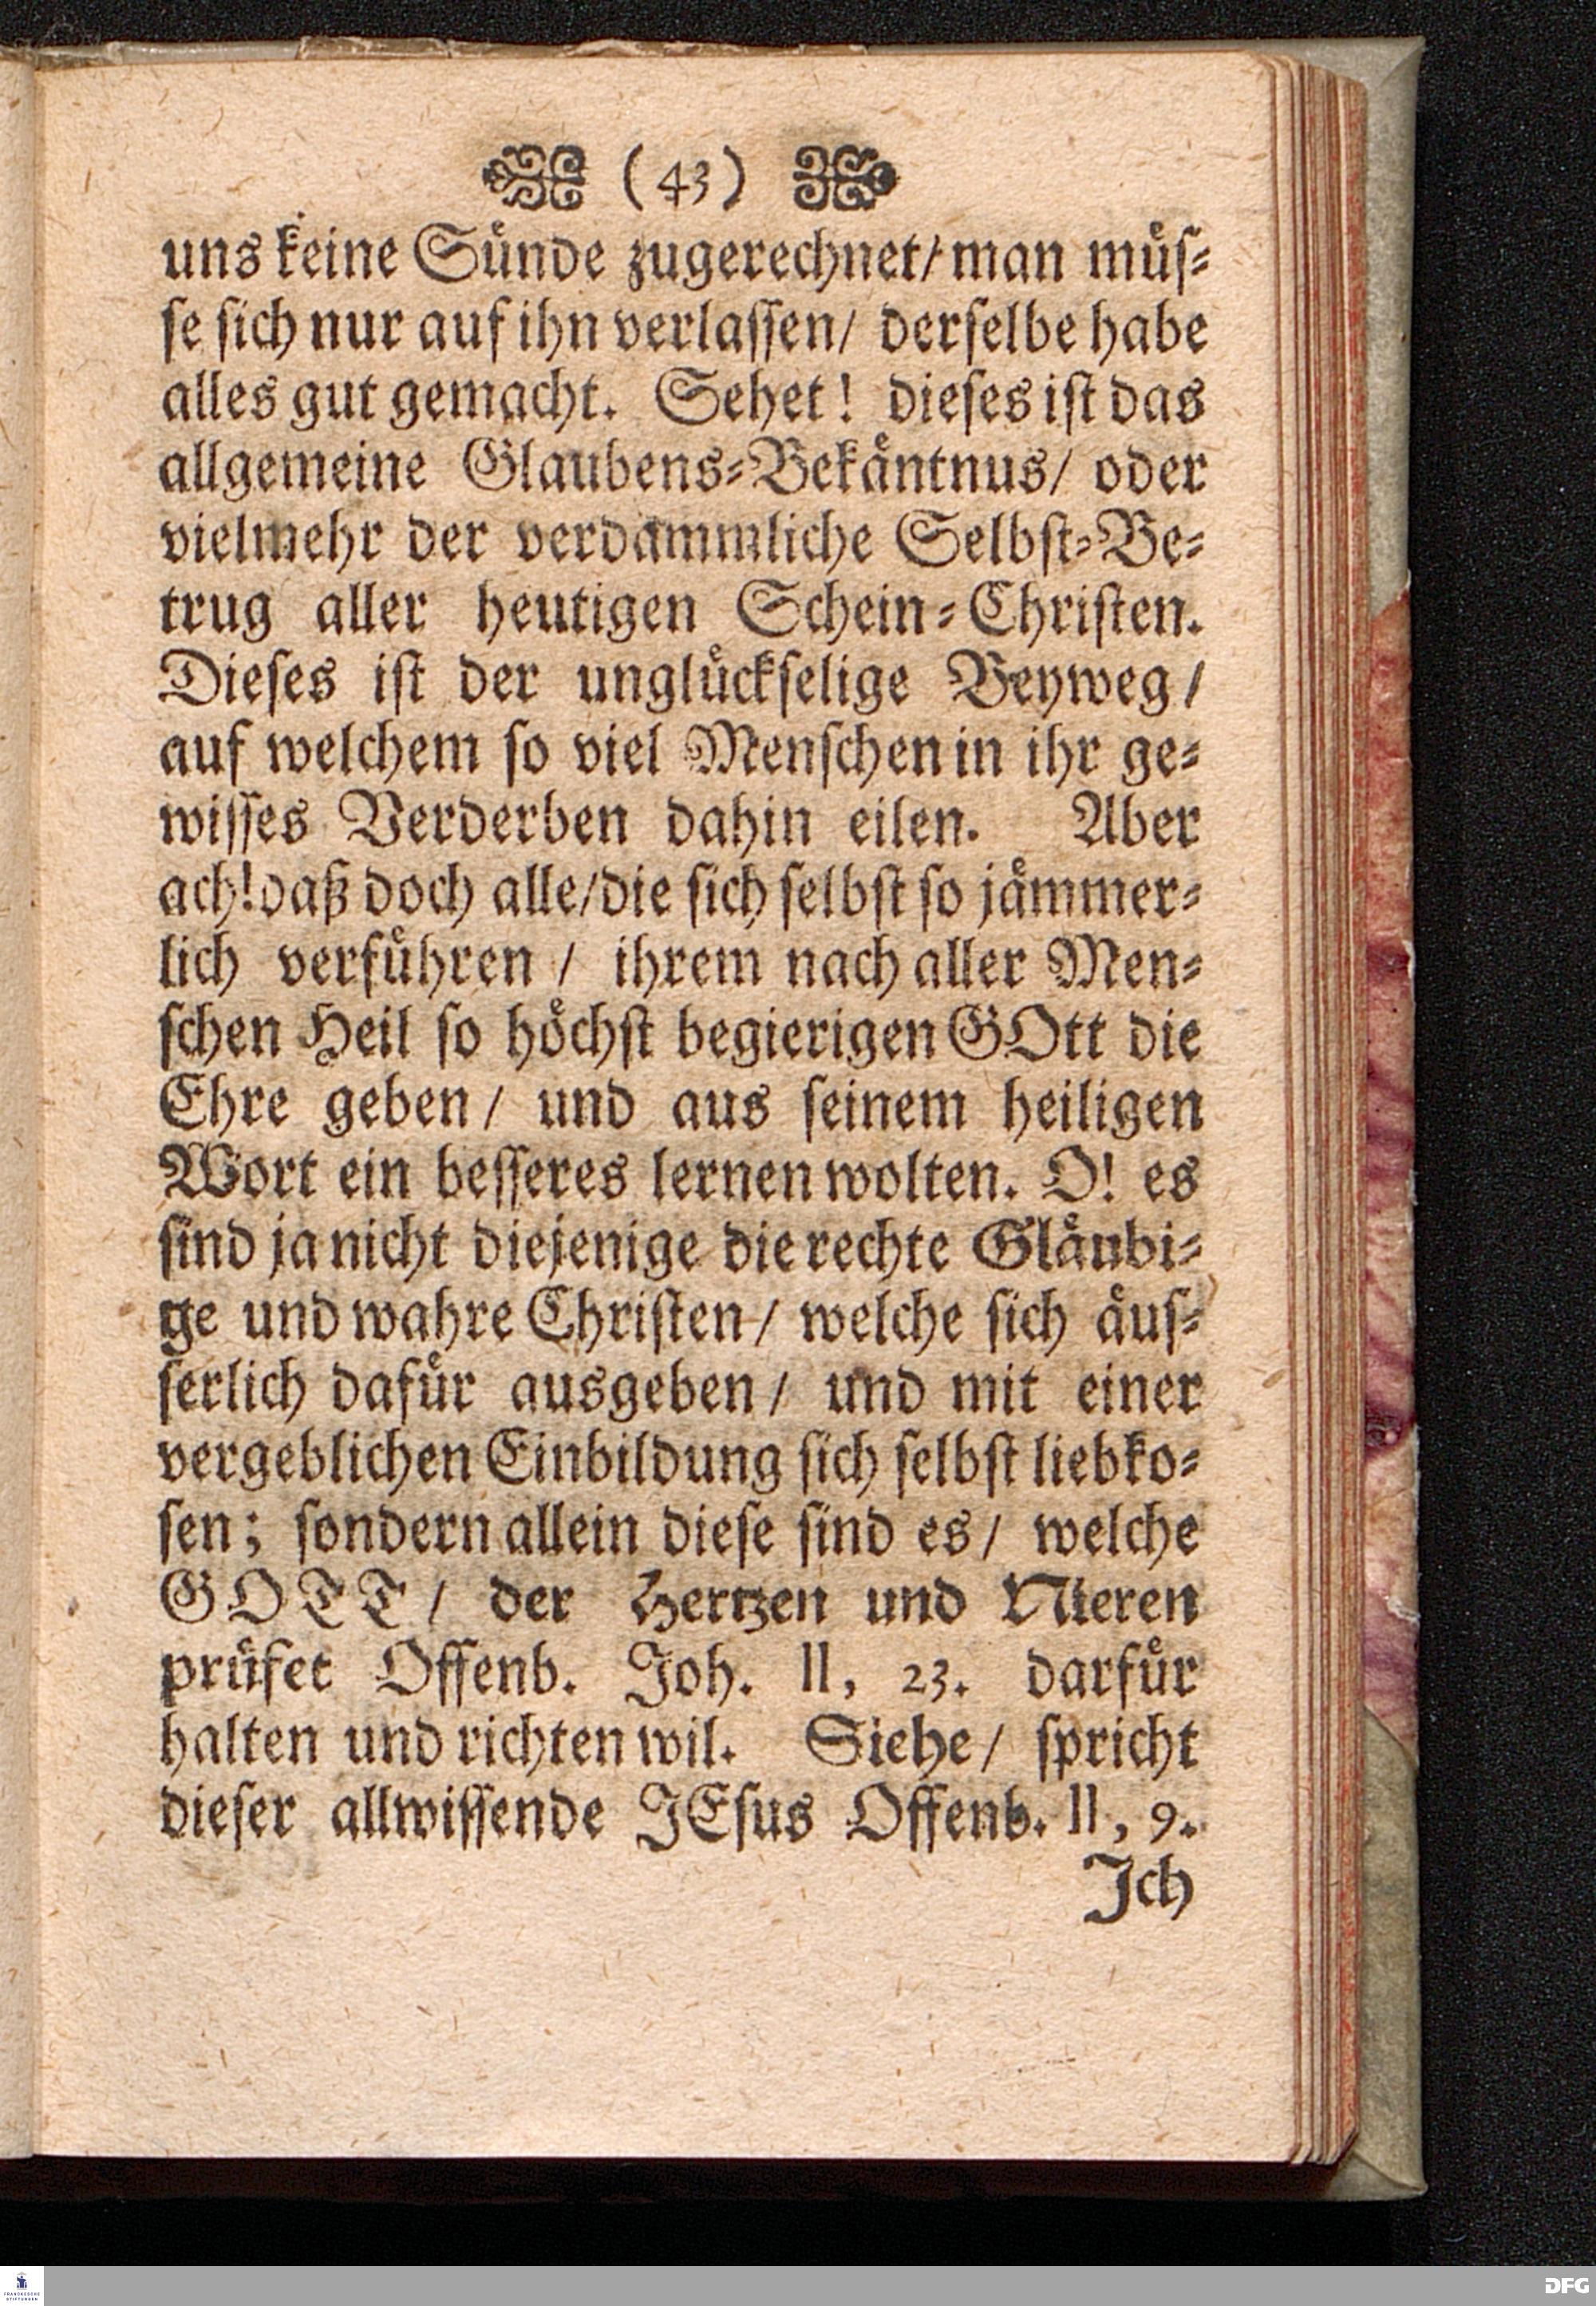 (43)
uns keine Sünde zugerechnet/ man müs-
se sich nur auf ihn verlassen/ derselbe habe
alles gut gemacht. Sehet! dieses ist das
allgemeine Glaubens-Bekäntnus/ oder
vielmehr der verdammliche Selbst-Be-
trug aller heutigen Schein-Christen.
Dieses ist der unglückselige Beyweg/
auf welchem so viel Menschen in ihr ge-
wisses Verderben dahin eilen. Aber
ach! daß doch alle/ die sich selbst so jämmer-
lich verführen / ihrem nach aller Men-
schen Heil so höchst begierigen GOtt die
Ehre geben/ und aus seinem heiligen
Wort ein besseres lernen wolten. O! es
sind ja nicht diejenige die rechte Gläubi-
ge und wahre Christen/ welche sich äus-
serlich dafür ausgeben/ und mit einer
vergeblichen Einbildung sich selbst liebko-
sen; sondern allein diese sind es/ welche
GOTT/ der Hertzen und Nieren
prüfet Offenb. Joh. II, 23. darfür
halten und richten wil. Siehe/ spricht
dieser allwissende JEsus Offenb. II, 9.
Ich
FRANCKESCHE
STIFTUNGEN
DFG